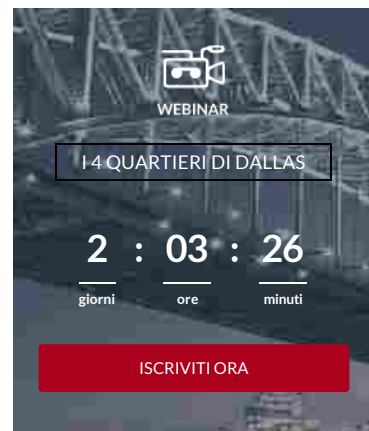 WEBINAR
I 4 QUARTIERI DI DALLAS
2 : 03 : 26
giorni ore minuti
ISCRIVITI ORA